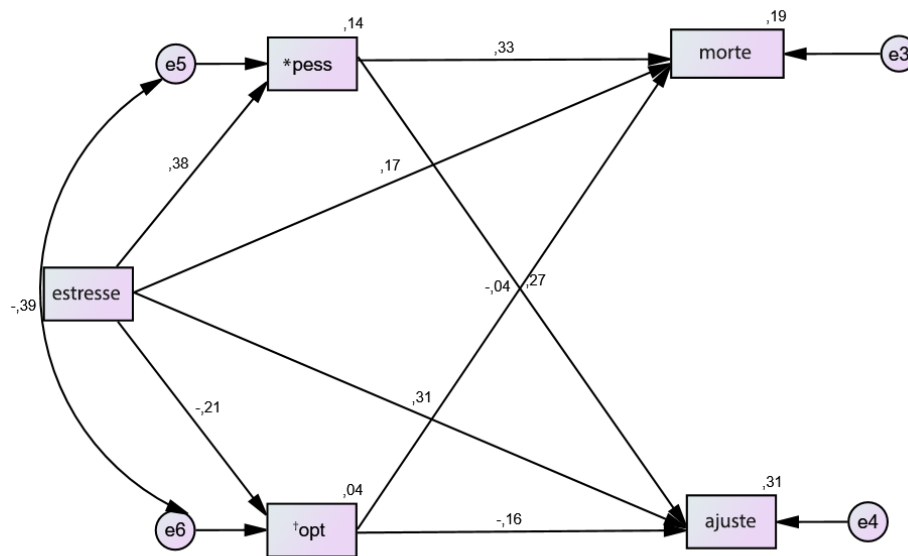 ,14
,19
e5
*pess
,33
morte
e3
,38
,17
estresse
-,39
-,04
,27
-,21
,31
,04
,31
e6
†opt
-,16
ajuste
e4